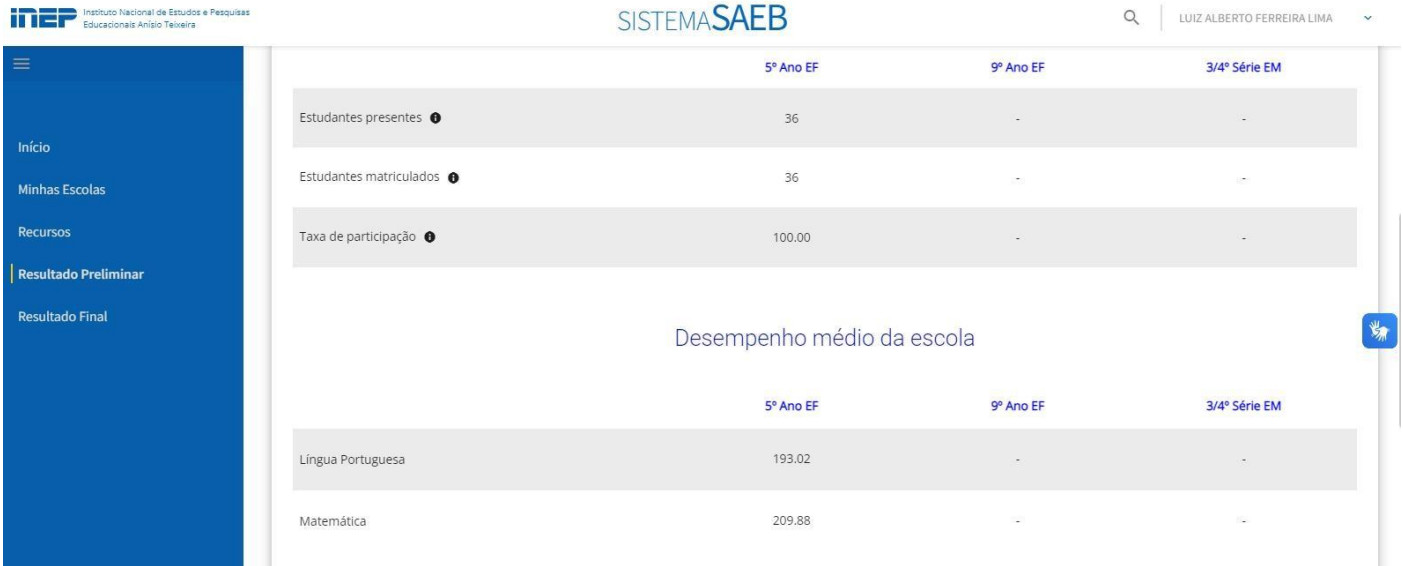 inep Instituto Nacional de Estudos e Pesquisas
Educacionais Anísio Teixeira
SISTEMASAEB
LUIZ ALBERTO FERREIRA LIMA
Início
Minhas Escolas
Recursos
Resultado Preliminar
Resultado Final
5º Ano EF 9º Ano EF 3/4º Série EM
Estudantes presentes 36 - -
Estudantes matriculados 36 - -
Taxa de participação 100.00 - -
Desempenho médio da escola
5º Ano EF 9º Ano EF 3/4º Série EM
Língua Portuguesa 193.02 - -
Matemática 209.88 - -